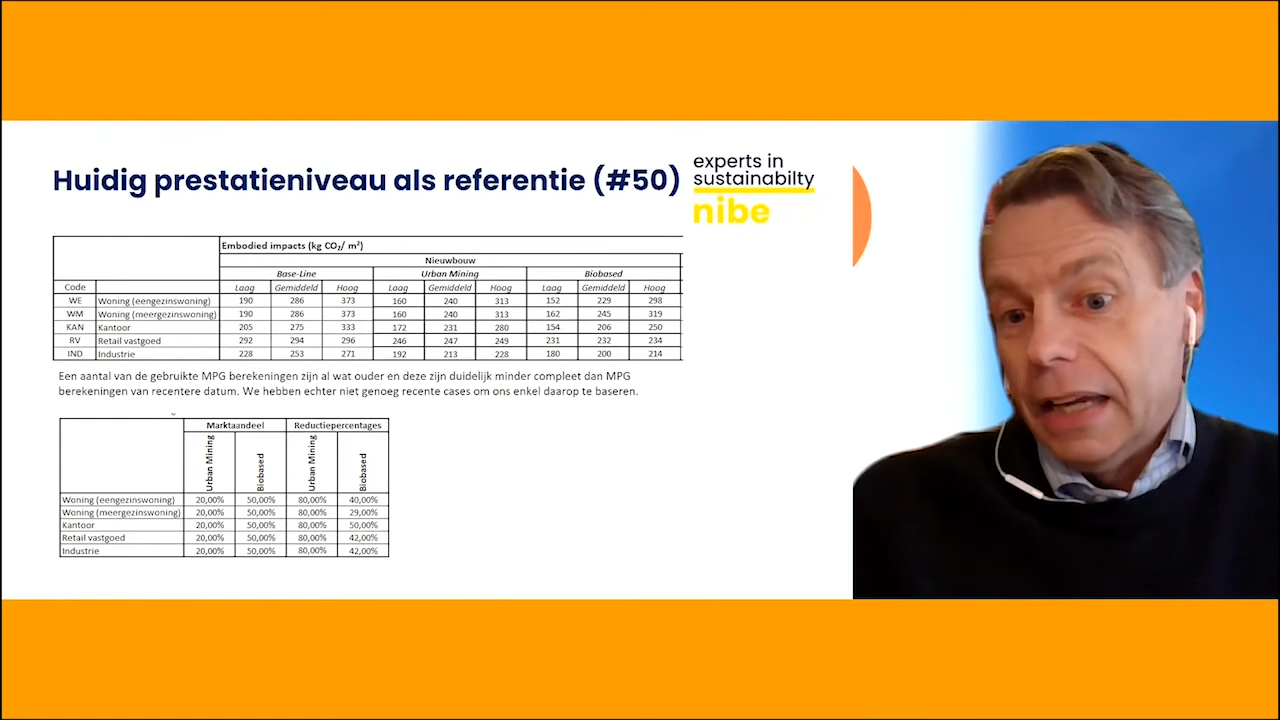 Huidig prestatieniveau als referentie (#50)
experts in
sustainabilty
nibe
Embodied impacts (kg CO₂/ m²)
Nieuwbouw
Base-Line Urban Mining Biobased
Code Laag Gemiddeld Hoog Laag Gemiddeld Hoog Laag Gemiddeld Hoog
WE Woning (eengezinswoning) 190 286 373 160 240 313 152 229 298
WM Woning (meergezinswoning) 190 286 373 160 240 313 162 245 319
KAN Kantoor 205 275 333 172 231 280 154 206 250
RV Retail vastgoed 292 294 296 246 247 249 231 232 234
IND Industrie 228 253 271 192 213 228 180 200 214
Een aantal van de gebruikte MPG berekeningen zijn al wat ouder en deze zijn duidelijk minder compleet dan MPG
berekeningen van recentere datum. We hebben echter niet genoeg recente cases om ons enkel daarop te baseren.
Marktaandeel Reductiepercentages
Urban Mining Biobased Urban Mining Biobased
Woning (eengezinswoning) 20,00% 50,00% 80,00% 40,00%
Woning (meergezinswoning) 20,00% 50,00% 80,00% 29,00%
Kantoor 20,00% 50,00% 80,00% 50,00%
Retail vastgoed 20,00% 50,00% 80,00% 42,00%
Industrie 20,00% 50,00% 80,00% 42,00%